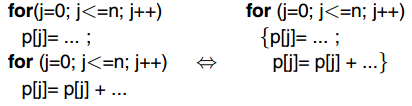 for(j=0; j<=n; j++)
p[j]= ... ;
for (j=0; j<=n; j++)
p[j]= p[j] + ...
⇔
for (j=0; j<=n; j++)
{p[j]= ... ;
p[j]= p[j] + ...}